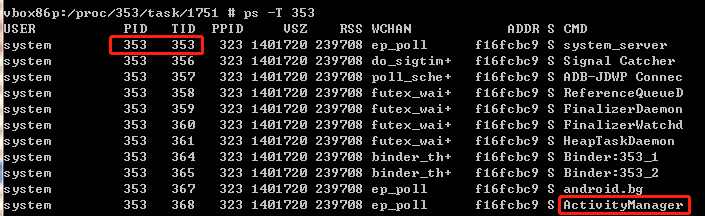 vbox86p:/proc/353/task/1751 # ps -T 353
USER PID TID PPID VSZ RSS WCHAN ADDR S CMD
system 353 353 323 1401720 239708 ep_poll f16fcbc9 S system_server
system 353 356 323 1401720 239708 do_sigtim+ f16fcbc9 S Signal Catcher
system 353 357 323 1401720 239708 poll_sche+ f16fcbc9 S ADB-JDWP Connec
system 353 358 323 1401720 239708 futex_wai+ f16fcbc9 S ReferenceQueueD
system 353 359 323 1401720 239708 futex_wai+ f16fcbc9 S FinalizerDaemon
system 353 360 323 1401720 239708 futex_wai+ f16fcbc9 S FinalizerWatchd
system 353 361 323 1401720 239708 futex_wai+ f16fcbc9 S HeapTaskDaemon
system 353 364 323 1401720 239708 binder_th+ f16fcbc9 S Binder:353_1
system 353 365 323 1401720 239708 binder_th+ f16fcbc9 S Binder:353_2
system 353 367 323 1401720 239708 ep_poll f16fcbc9 S android.bg
system 353 368 323 1401720 239708 ep_poll f16fcbc9 S ActivityManager